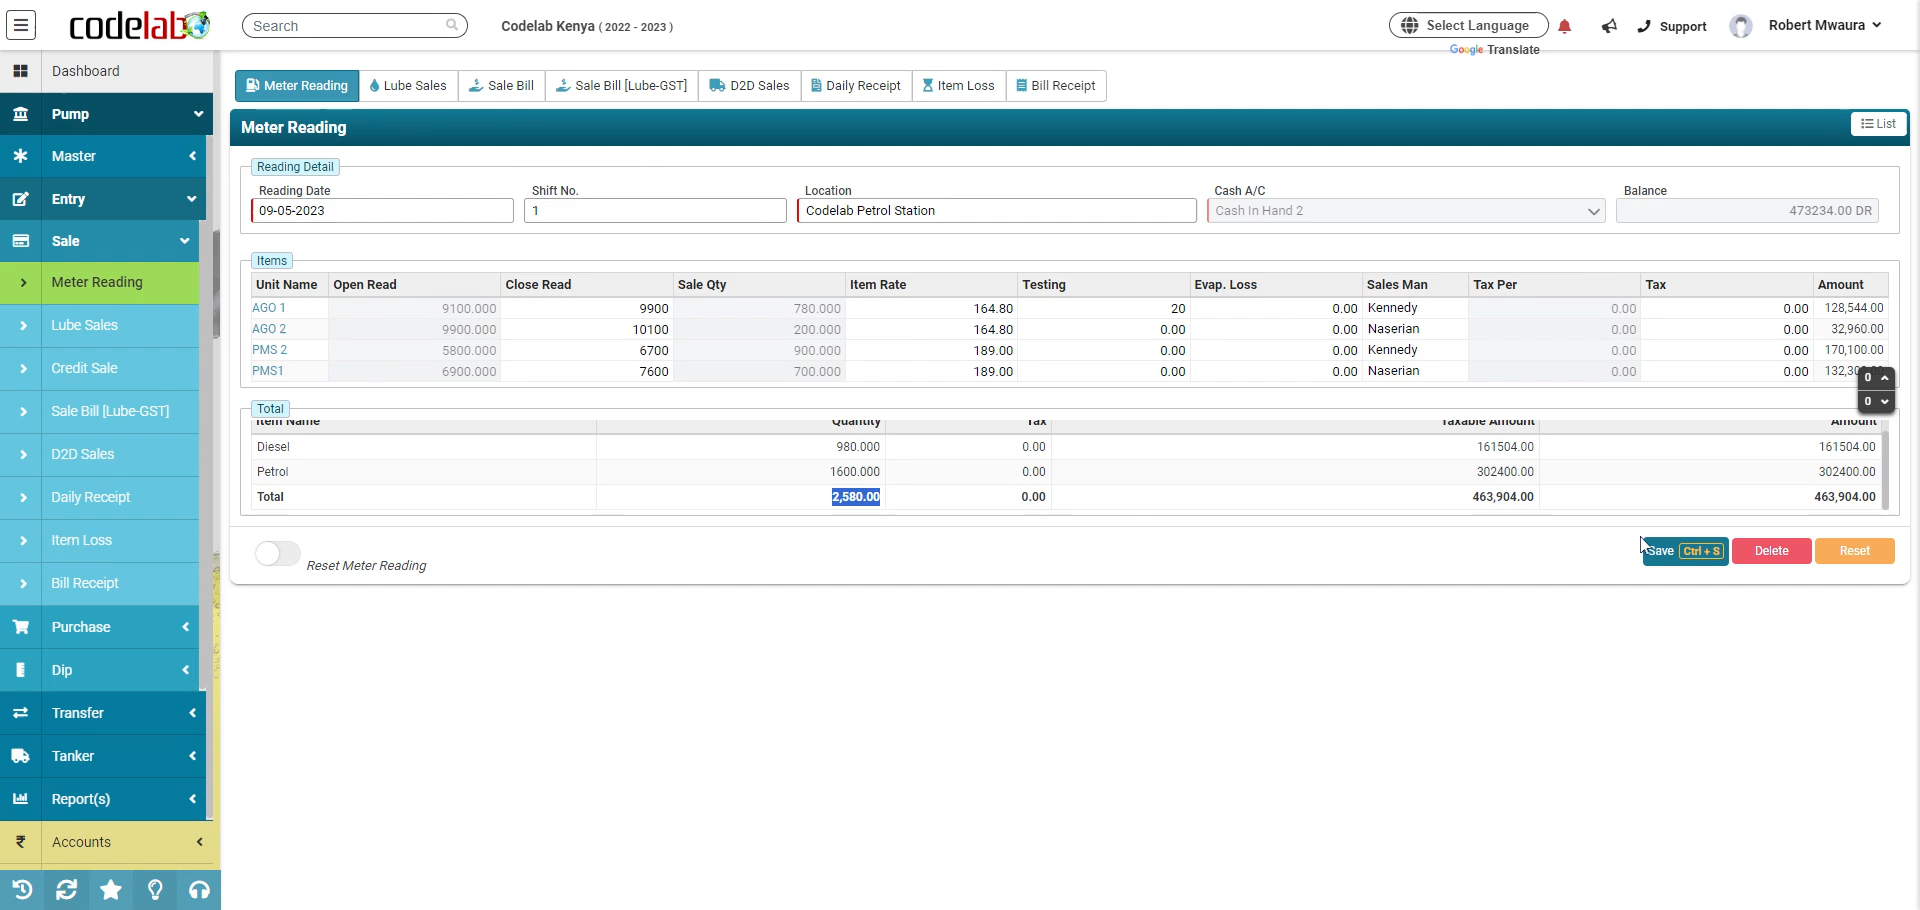 codelab
Search
Codelab Kenya ( 2022 - 2023 )
Select Language
Google Translate
Support
Robert Mwaura
Dashboard
Pump
Master
Entry
Sale
Meter Reading
Lube Sales
Credit Sale
Sale Bill [Lube-GST]
D2D Sales
Daily Receipt
Item Loss
Bill Receipt
Purchase
Dip
Transfer
Tanker
Report(s)
Accounts
Meter Reading Lube Sales Sale Bill Sale Bill [Lube-GST] D2D Sales Daily Receipt Item Loss Bill Receipt
Meter Reading
List
Reading Detail
Reading Date Shift No. Location Cash A/C Balance
09-05-2023 1 Codelab Petrol Station Cash In Hand 2 473234.00 DR
Items
Unit Name Open Read Close Read Sale Qty Item Rate Testing Evap. Loss Sales Man Tax Per Tax Amount
AGO 1 9100.000 9900 780.000 164.80 20 0.00 Kennedy 0.00 0.00 128,544.00
AGO 2 9900.000 10100 200.000 164.80 0.00 0.00 Naserian 0.00 0.00 32,960.00
PMS 2 5800.000 6700 900.000 189.00 0.00 0.00 Kennedy 0.00 0.00 170,100.00
PMS1 6900.000 7600 700.000 189.00 0.00 0.00 Naserian 0.00 0.00
0
0
Total
Item Name Quantity Tax Taxable Amount Amount
Diesel 980.000 0.00 161504.00 161504.00
Petrol 1600.000 0.00 302400.00 302400.00
Total 2,580.00 0.00 463,904.00 463,904.00
Reset Meter Reading
Save Ctrl + S Delete Reset